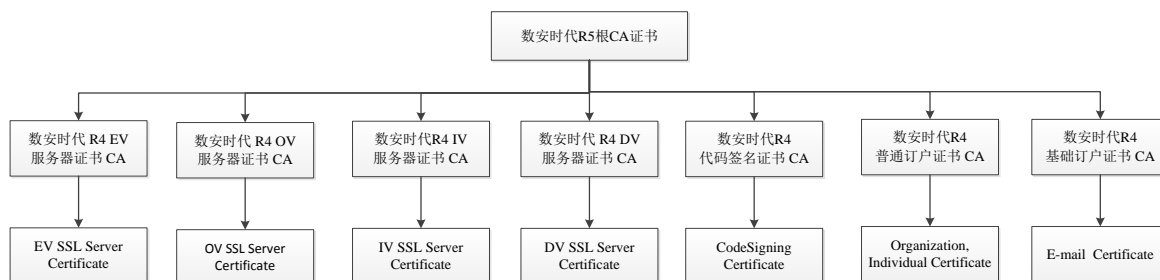 数安时代R5根CA证书
数安时代 R4 EV
服务器证书 CA
数安时代 R4 OV
服务器证书 CA
数安时代R4 IV
服务器证书 CA
数安时代 R4 DV
服务器证书 CA
数安时代R4
代码签名证书 CA
数安时代R4
普通订户证书 CA
数安时代R4
基础订户证书 CA
EV SSL Server
Certificate
OV SSL Server
Certificate
IV SSL Server
Certificate
DV SSL Server
Certificate
CodeSigning
Certificate
Organization,
Individual Certificate
E-mail Certificate